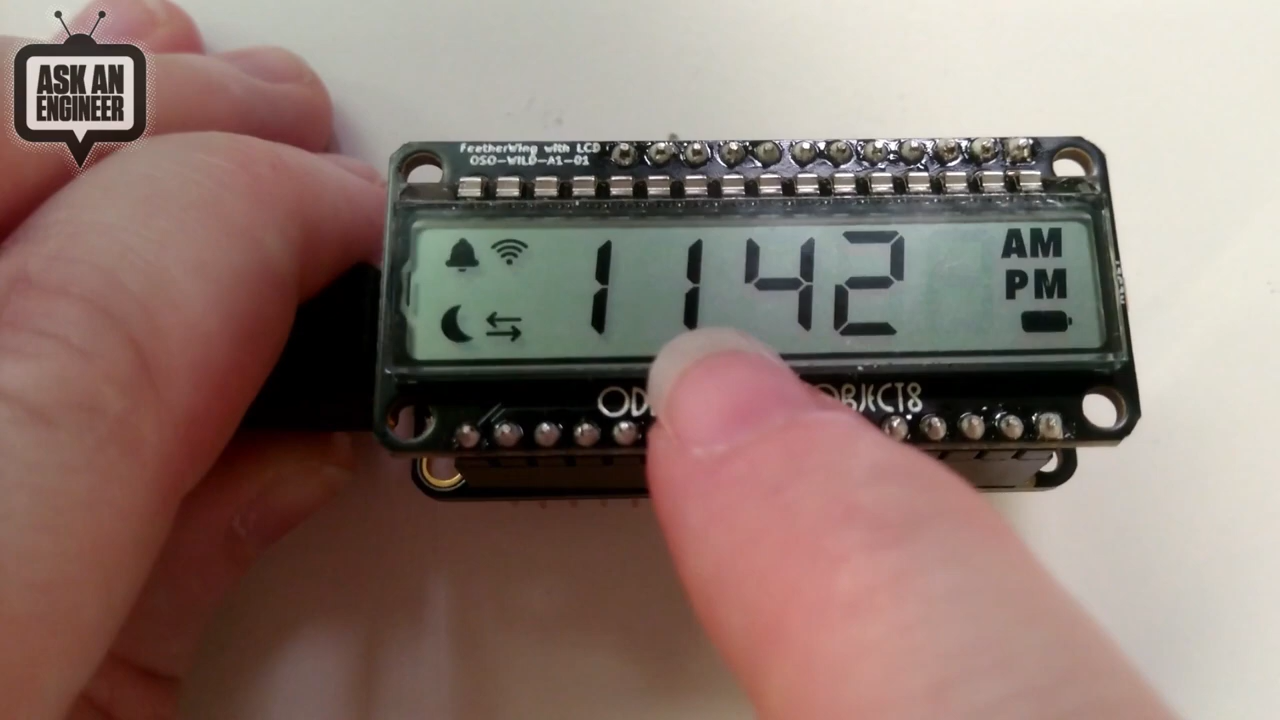 ASK AN
ENGINEER
FeatherWing with LCD
OSO-WILD-A1-01
1142
AM
PM